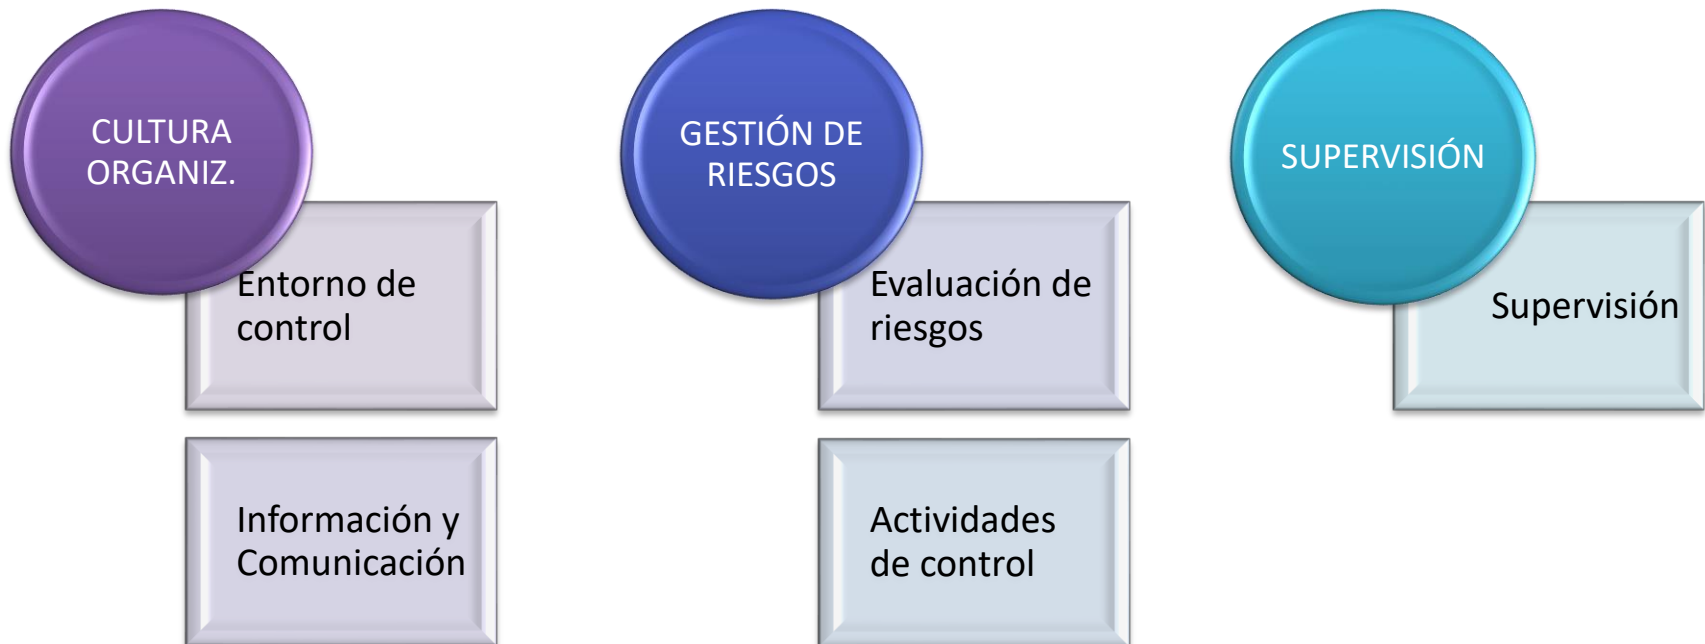 CULTURA
ORGANIZ.
Entorno de
control
Información y
Comunicación
GESTIÓN DE
RIESGOS
Evaluación de
riesgos
Actividades
de control
SUPERVISIÓN
Supervisión